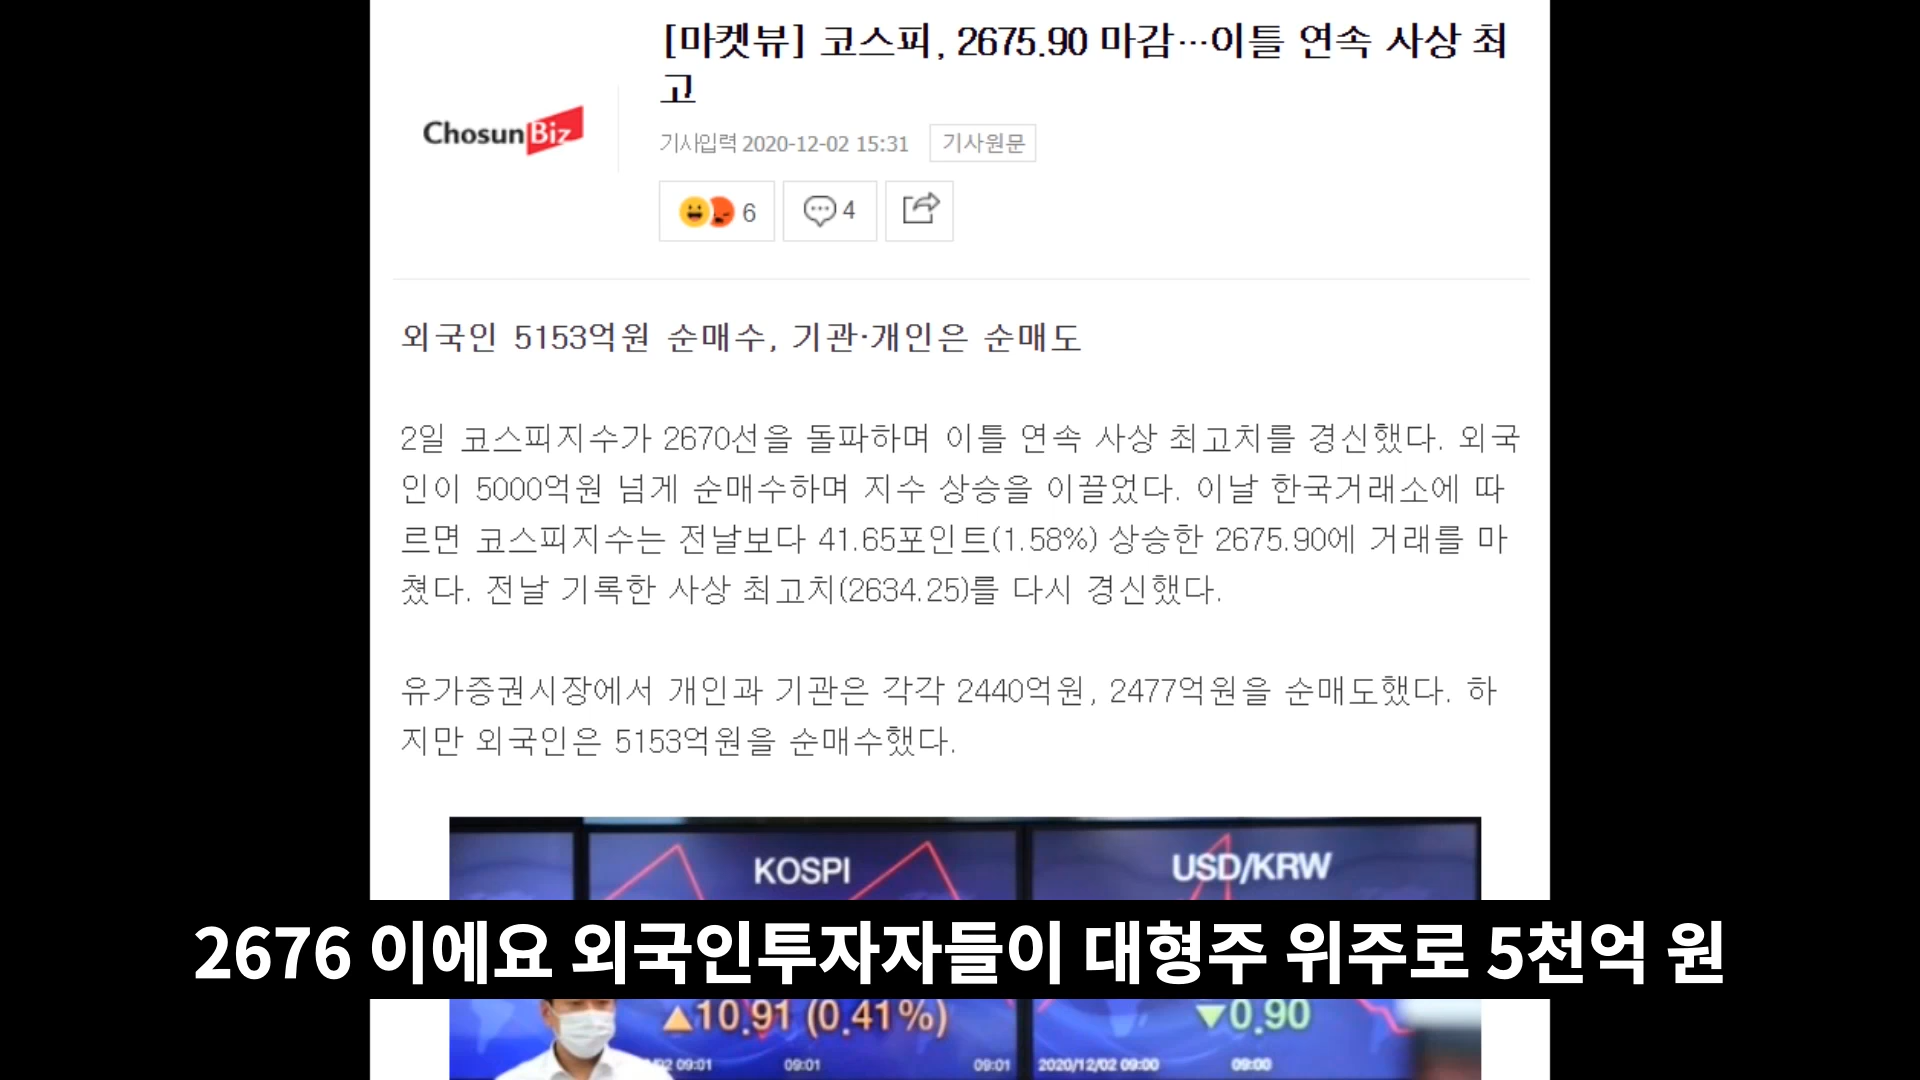 [마켓뷰] 코스피, 2675.90 마감…이틀 연속 사상 최
고
ChosunBiz
기사입력 2020-12-02 15:31 기사원문
6 4
외국인 5153억원 순매수, 기관·개인은 순매도
2일 코스피지수가 2670선을 돌파하며 이틀 연속 사상 최고치를 경신했다. 외국
인이 5000억원 넘게 순매수하며 지수 상승을 이끌었다. 이날 한국거래소에 따
르면 코스피지수는 전날보다 41.65포인트(1.58%) 상승한 2675.90에 거래를 마
쳤다. 전날 기록한 사상 최고치(2634.25)를 다시 경신했다.
유가증권시장에서 개인과 기관은 각각 2440억원, 2477억원을 순매도했다. 하
지만 외국인은 5153억원을 순매수했다.
KOSPI USD/KRW
2676 이에요 외국인투자자들이 대형주 위주로 5천억 원
▲10.91 (0.41%) ▼0.90
09:01 09:01 09:01 2020/12/02 09:00 09:00